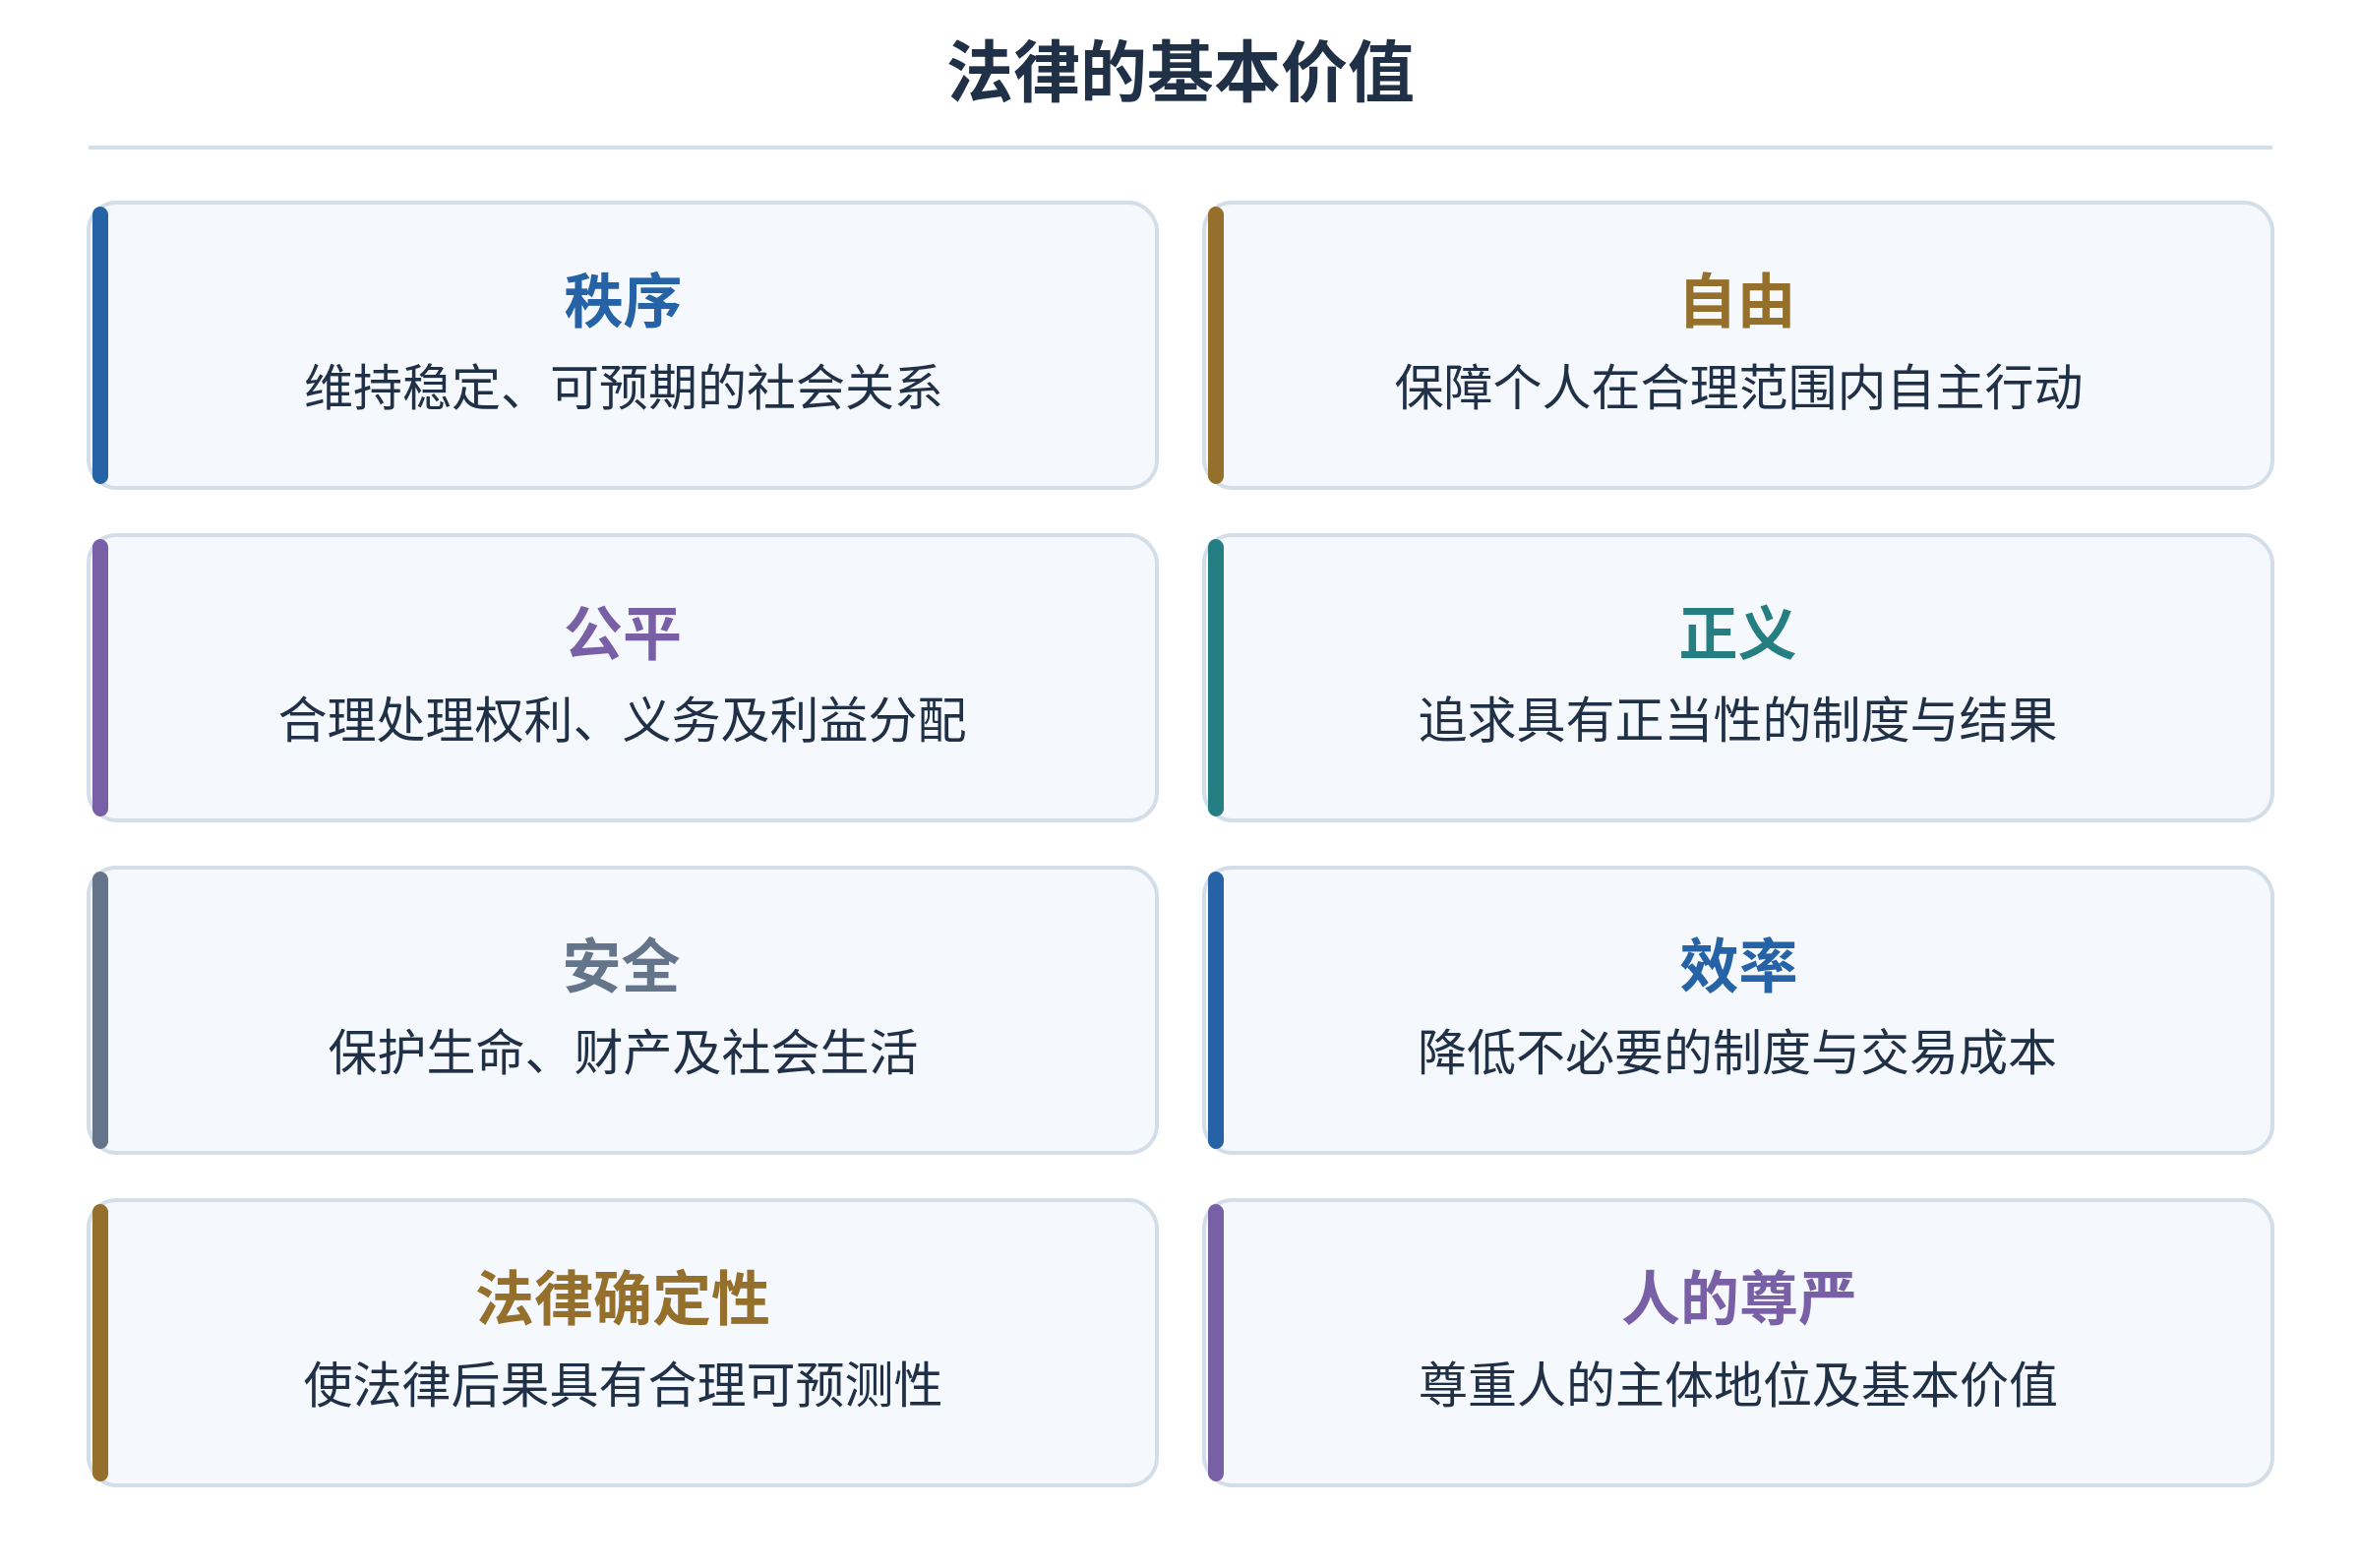 法律的基本价值
秩序
维持稳定、可预期的社会关系
自由
保障个人在合理范围内自主行动
公平
合理处理权利、义务及利益分配
正义
追求具有正当性的制度与结果
安全
保护生命、财产及社会生活
效率
降低不必要的制度与交易成本
法律确定性
使法律后果具有合理可预测性
人的尊严
尊重人的主体地位及基本价值